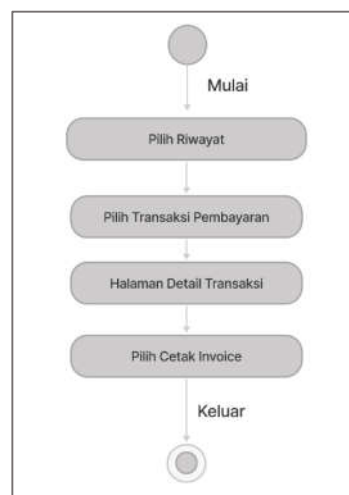 Mulai
Pilih Riwayat
Pilih Transaksi Pembayaran
Halaman Detail Transaksi
Pilih Cetak Invoice
Keluar